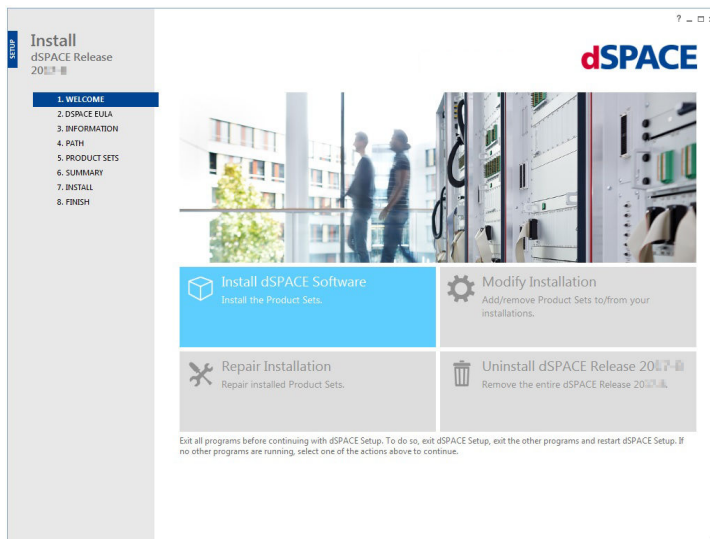 SETUP
Install
dSPACE Release
20
? 
1. WELCOME
2. DSPACE EULA
3. INFORMATION
4. PATH
5. PRODUCT SETS
6. SUMMARY
7. INSTALL
8. FINISH
dSPACE
Install dSPACE Software
Install the Product Sets.
Modify Installation
Add/remove Product Sets to/from your
installations.
Repair Installation
Repair installed Product Sets.
Uninstall dSPACE Release 20
Remove the entire dSPACE Release 20
Exit all programs before continuing with dSPACE Setup. To do so, exit dSPACE Setup, exit the other programs and restart dSPACE Setup. If
no other programs are running, select one of the actions above to continue.